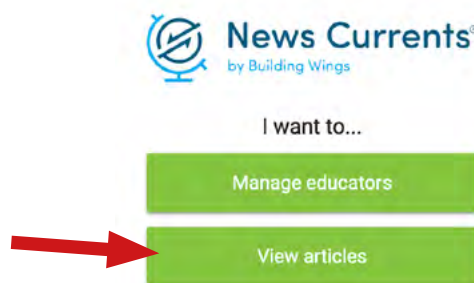 News Currents®
by Building Wings
I want to...
Manage educators
View articles